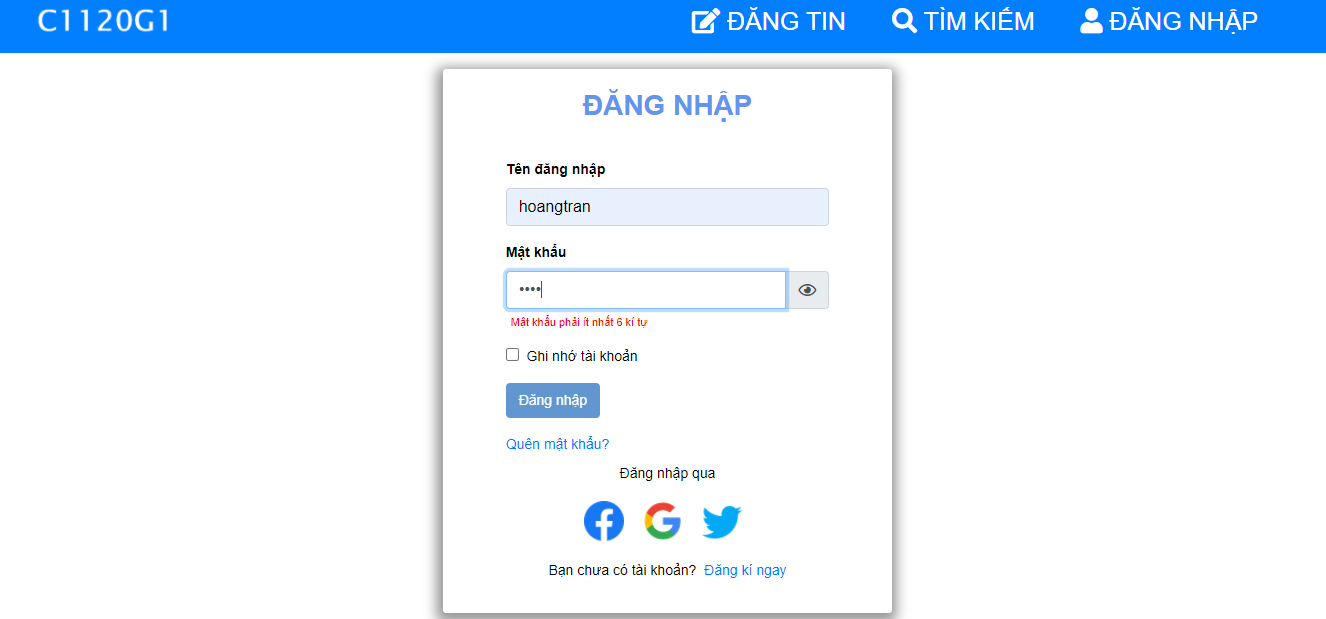 C1120G1
ĐĂNG TIN
TÌM KIẾM
ĐĂNG NHẬP
ĐĂNG NHẬP
Tên đăng nhập
hoangtran
Mật khẩu
••••
Mật khẩu phải ít nhất 6 kí tự
Ghi nhớ tài khoản
Đăng nhập
Quên mật khẩu?
Đăng nhập qua
Bạn chưa có tài khoản? Đăng kí ngay